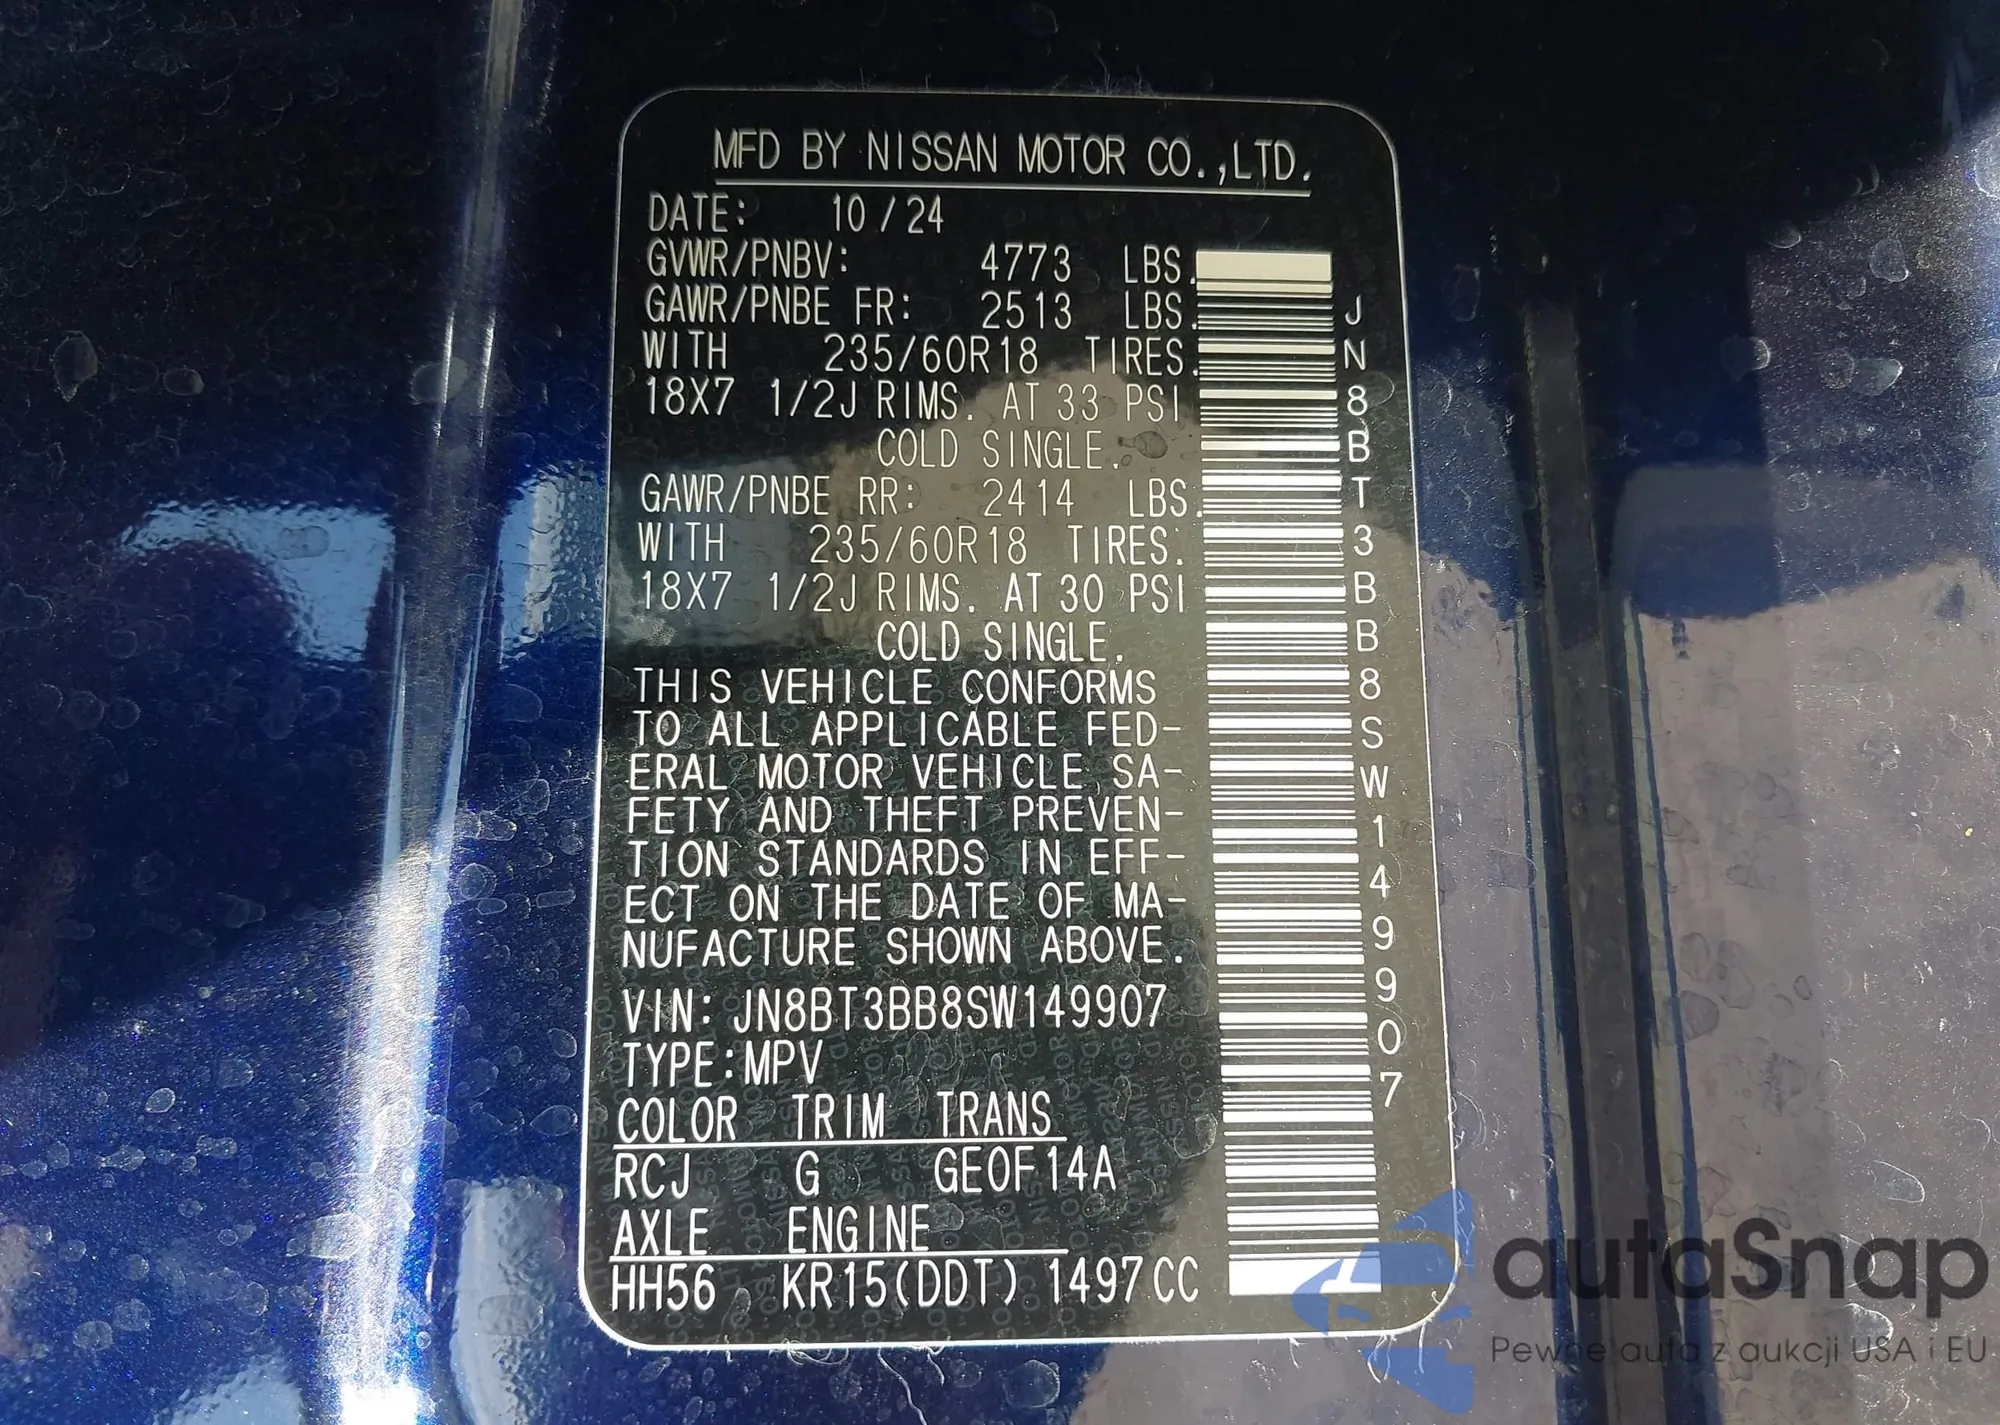 MFD BY NISSAN MOTOR CO.,LTD.
DATE: 10/24
GVWR/PNBV: 4773 LBS.
GAWR/PNBE FR: 2513 LBS.
WITH 235/60R18 TIRES.
18X7 1/2J RIMS. AT 33 PSI
COLD SINGLE.
GAWR/PNBE RR: 2414 LBS.
WITH 235/60R18 TIRES.
18X7 1/2J RIMS. AT 30 PSI
COLD SINGLE.
THIS VEHICLE CONFORMS
TO ALL APPLICABLE FED-
ERAL MOTOR VEHICLE SA-
FETY AND THEFT PREVEN-
TION STANDARDS IN EFF-
ECT ON THE DATE OF MA-
NUFACTURE SHOWN ABOVE.
VIN: JN8BT3BB8SW149907
TYPE:MPV
COLOR TRIM TRANS
RCJ G GE0F14A
AXLE ENGINE
HH56 KR15(DDT) 1497CC
JN8BT3BB8SW149907
autaSnap
Pewne auta z aukcji USA i EU